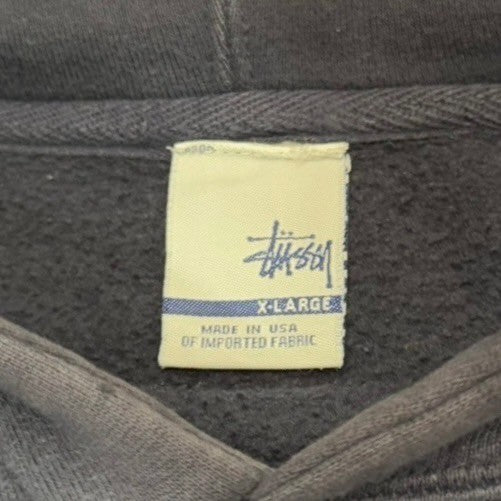 Stüssy
X-LARGE
MADE IN USA
OF IMPORTED FABRIC